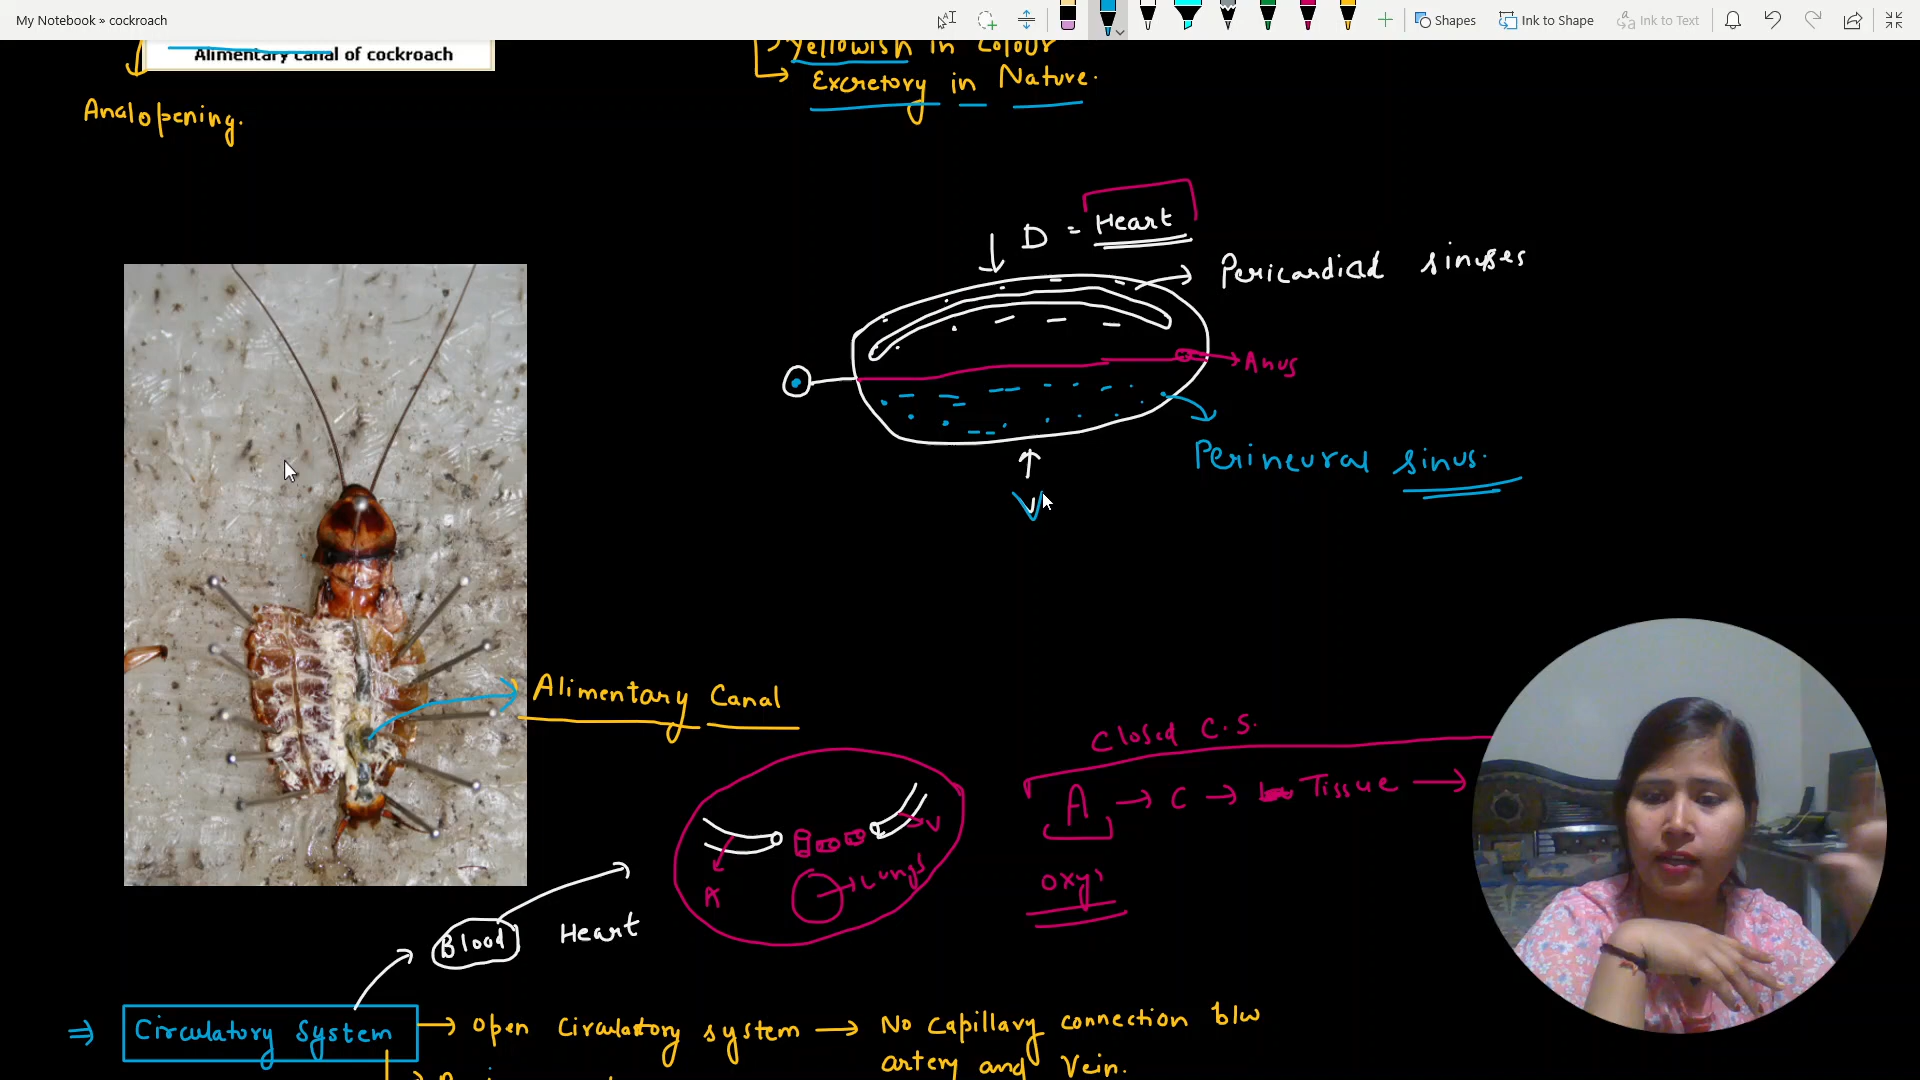 My Notebook » cockroach
Shapes
Ink to Shape
Ink to Text
Alimentary canal of cockroach
Yellowish in Colour
Excretory in Nature.
Anal opening.
D = Heart
Pericardial sinuses
Anus
Perineural sinus.
V
Alimentary Canal
Closed C.S.
A → C → Tissue →
V
A
Lungs
oxy
Blood
Heart
⇒ Circulatory System → Open Circulatory system → No Capillary connection b/w
artery and Vein.